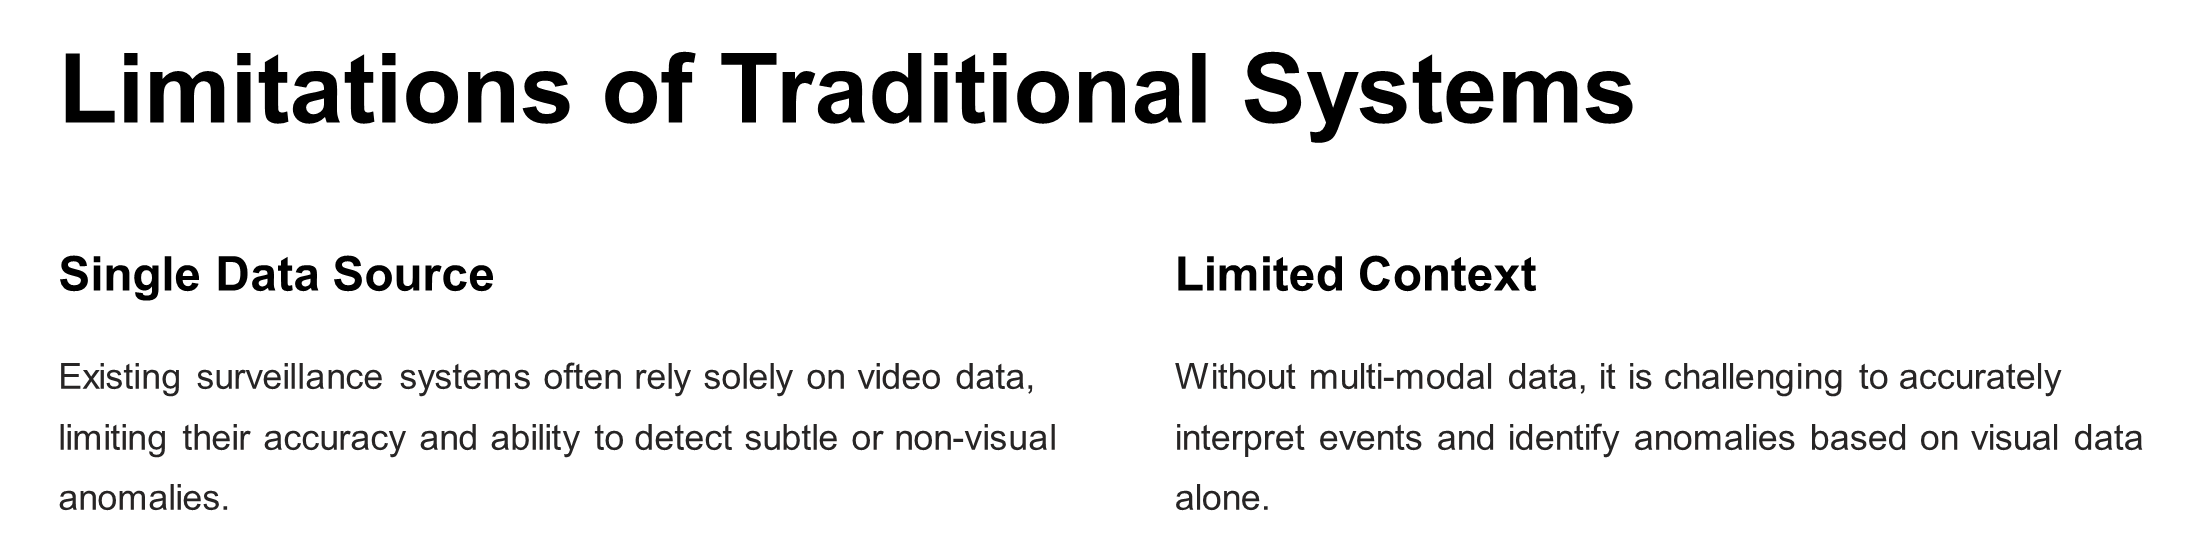 Limitations of Traditional Systems
Single Data Source
Existing surveillance systems often rely solely on video data,
limiting their accuracy and ability to detect subtle or non-visual
anomalies.
Limited Context
Without multi-modal data, it is challenging to accurately
interpret events and identify anomalies based on visual data
alone.